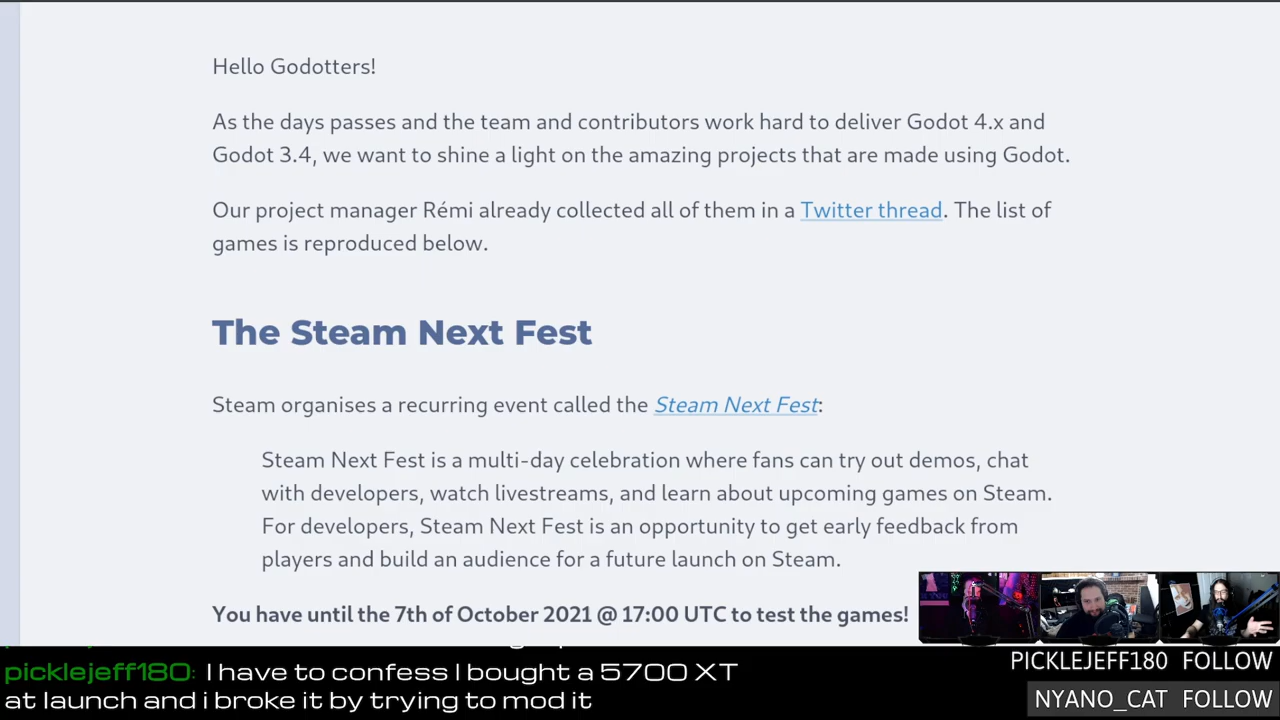 Hello Godotters!
As the days passes and the team and contributors work hard to deliver Godot 4.x and
Godot 3.4, we want to shine a light on the amazing projects that are made using Godot.
Our project manager Rémi already collected all of them in a Twitter thread. The list of
games is reproduced below.
The Steam Next Fest
Steam organises a recurring event called the Steam Next Fest:
Steam Next Fest is a multi-day celebration where fans can try out demos, chat
with developers, watch livestreams, and learn about upcoming games on Steam.
For developers, Steam Next Fest is an opportunity to get early feedback from
players and build an audience for a future launch on Steam.
You have until the 7th of October 2021 @ 17:00 UTC to test the games!
picklejeff180: I have to confess I bought a 5700 XT
at launch and i broke it by trying to mod it
PICKLEJEFF180 FOLLOW
NYANO_CAT FOLLOW